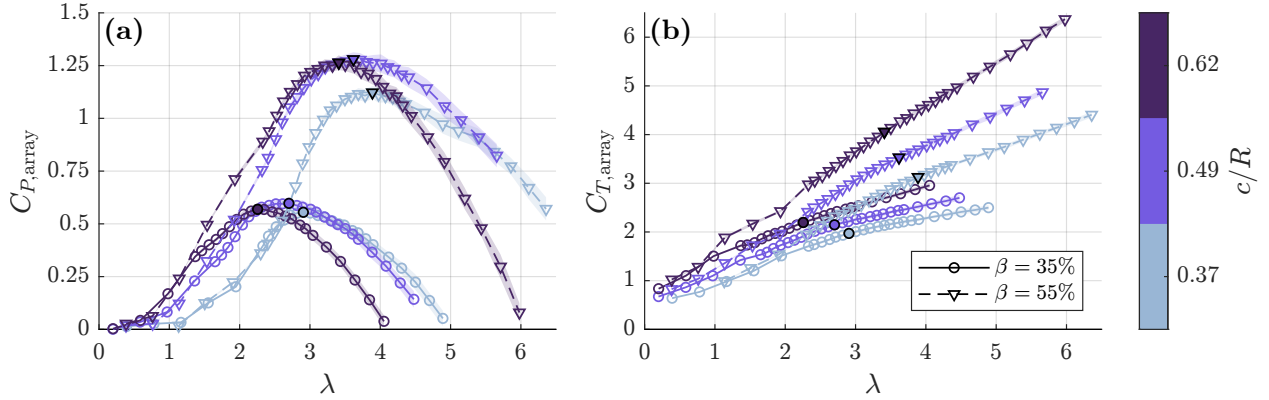 (a)
1.5
1.25
1
0.75
0.5
0.25
0
C_{P,array}
0 1 2 3 4 5 6
λ
(b)
6
5
4
3
2
1
0
C_{T,array}
0 1 2 3 4 5 6
λ
β = 35%
β = 55%
0.62
0.49
0.37
c/R